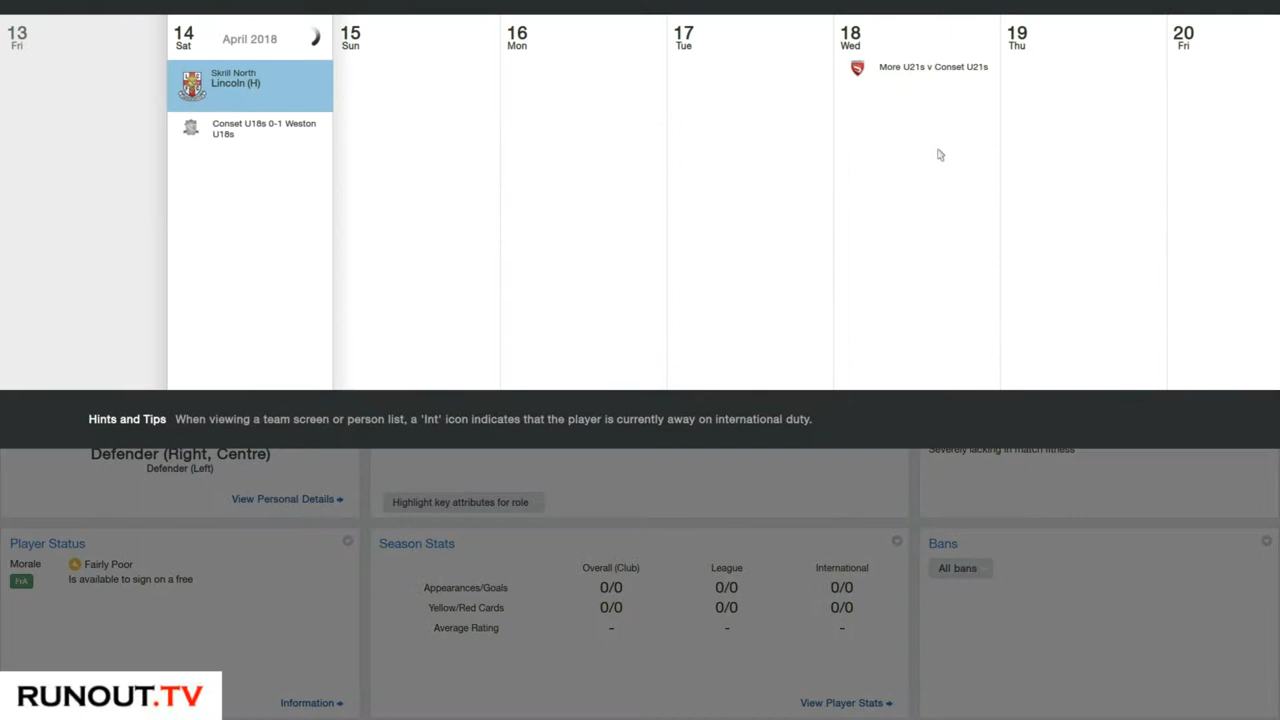 13
Fri
14
Sat
April 2018
15
Sun
16
Mon
17
Tue
18
Wed
19
Thu
20
Fri
Skrill North
Lincoln (H)
Conset U18s 0-1 Weston
U18s
More U21s v Conset U21s
Hints and Tips When viewing a team screen or person list, a 'Int' icon indicates that the player is currently away on international duty.
Defender (Right, Centre)
Defender (Left)
View Personal Details
Highlight key attributes for role
Severely lacking in match fitness
Player Status
Morale Fairly Poor
FrA Is available to sign on a free
Information
Season Stats
Overall (Club) League International
Appearances/Goals 0/0 0/0 0/0
Yellow/Red Cards 0/0 0/0 0/0
Average Rating - - -
View Player Stats
Bans
All bans
RUNOUT.TV